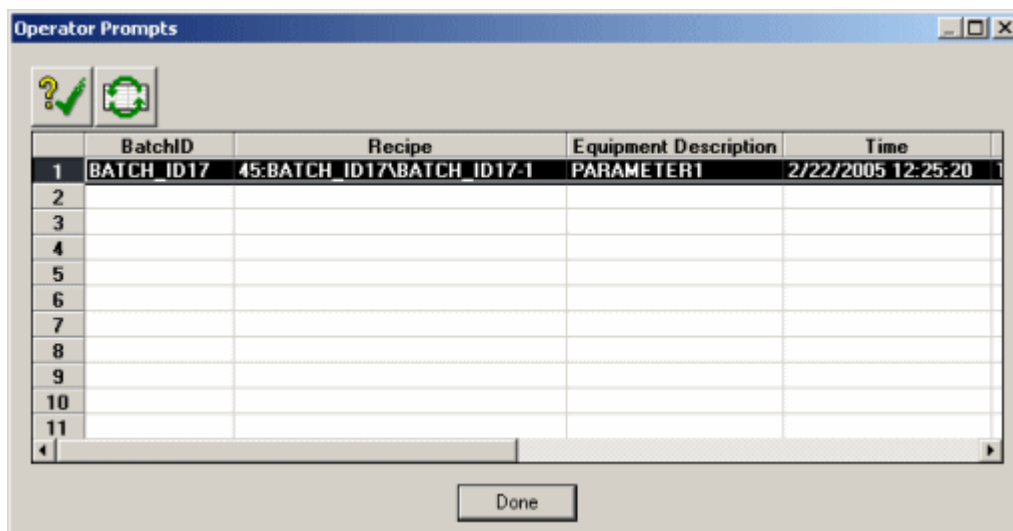 Operator Prompts
BatchID Recipe Equipment Description Time
1 BATCH_ID17 45:BATCH_ID17\BATCH_ID17-1 PARAMETER1 2/22/2005 12:25:20
2
3
4
5
6
7
8
9
10
11
Done